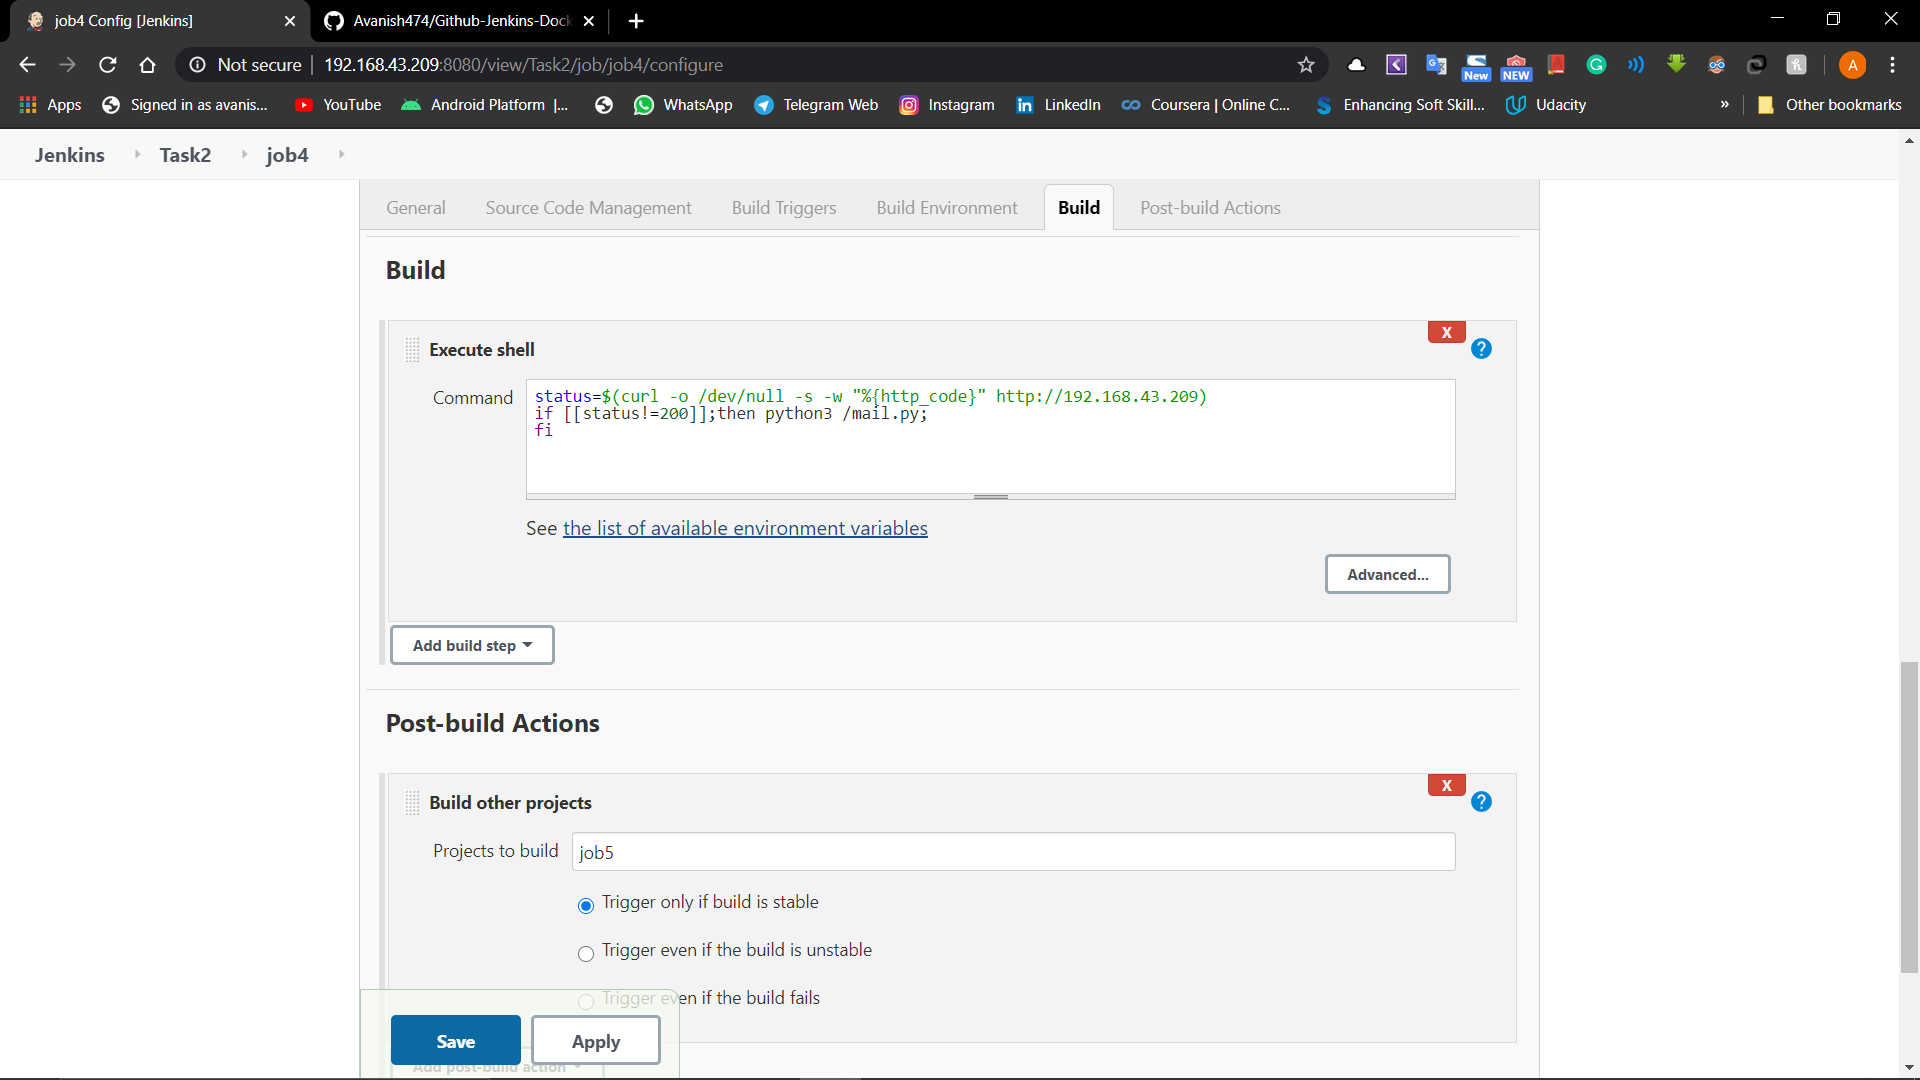 job4 Config [Jenkins]
Avanish474/Github-Jenkins-Dock
Not secure
192.168.43.209:8080/view/Task2/job/job4/configure
New
NEW
A
Apps
Signed in as avanis...
YouTube
Android Platform |...
WhatsApp
Telegram Web
Instagram
LinkedIn
Coursera | Online C...
Enhancing Soft Skill...
Udacity
»
Other bookmarks
Jenkins
Task2
job4
General
Source Code Management
Build Triggers
Build Environment
Build
Post-build Actions
Build
X
Execute shell
?
Command
status=$(curl -o /dev/null -s -w "%{http_code}" http://192.168.43.209)
if [[status!=200]];then python3 /mail.py;
fi
See the list of available environment variables
Advanced...
Add build step
Post-build Actions
X
Build other projects
?
Projects to build
job5
Trigger only if build is stable
Trigger even if the build is unstable
Trigger even if the build fails
Save
Apply
Add post-build action